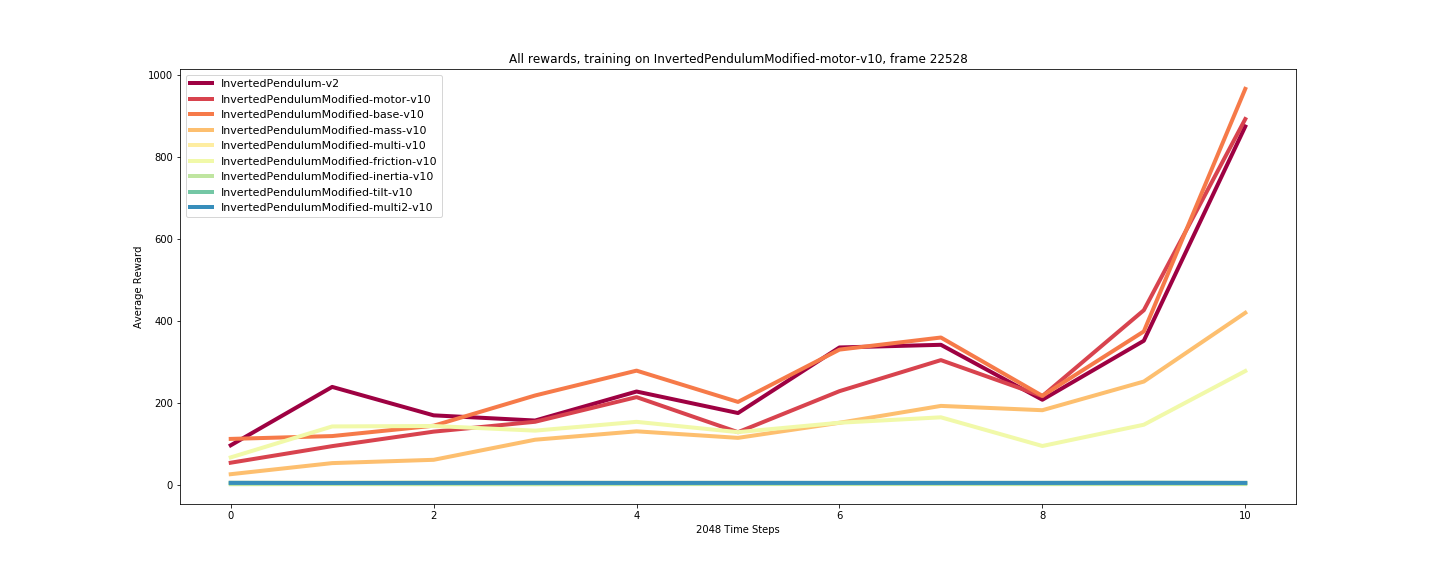 All rewards, training on InvertedPendulumModified-motor-v10, frame 22528
1000
800
600
400
200
0
Average Reward
InvertedPendulum-v2
InvertedPendulumModified-motor-v10
InvertedPendulumModified-base-v10
InvertedPendulumModified-mass-v10
InvertedPendulumModified-multi-v10
InvertedPendulumModified-friction-v10
InvertedPendulumModified-inertia-v10
InvertedPendulumModified-tilt-v10
InvertedPendulumModified-multi2-v10
0 2 4 6 8 10
2048 Time Steps